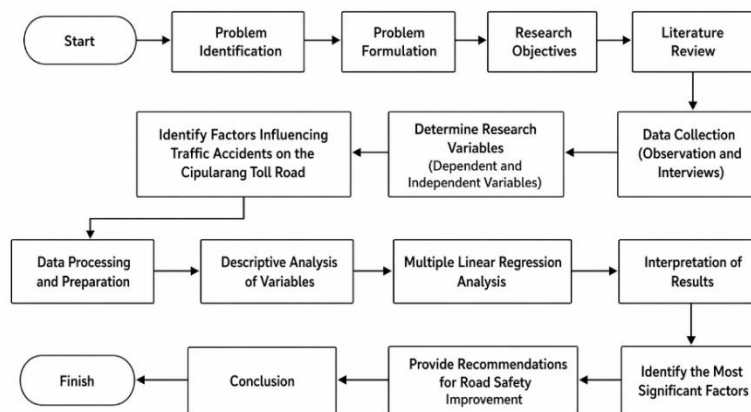 Start
Problem
Identification
Problem
Formulation
Research
Objectives
Literature
Review
Data Collection
(Observation and
Interviews)
Determine Research
Variables
(Dependent and
Independent Variables)
Identify Factors Influencing
Traffic Accidents on the
Cipularang Toll Road
Data Processing
and Preparation
Descriptive Analysis
of Variables
Multiple Linear Regression
Analysis
Interpretation of
Results
Identify the Most
Significant Factors
Provide Recommendations
for Road Safety
Improvement
Conclusion
Finish